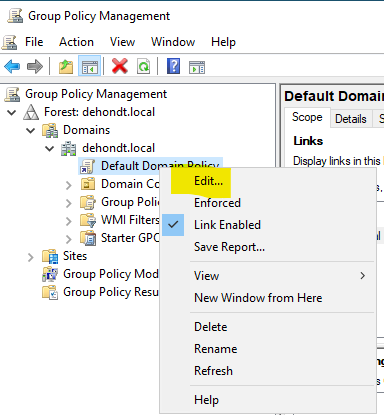 Group Policy Management
File Action View Window Help
Group Policy Management
Forest: dehondt.local
Domains
dehondt.local
Default Domain Policy
Domain Co
Group Polic
WMI Filters
Starter GPO
Sites
Group Policy Mod
Group Policy Resu
Edit...
Enforced
Link Enabled
Save Report...
View
New Window from Here
Delete
Rename
Refresh
Help
Default Domai
Scope Details S
Links
Display links in this